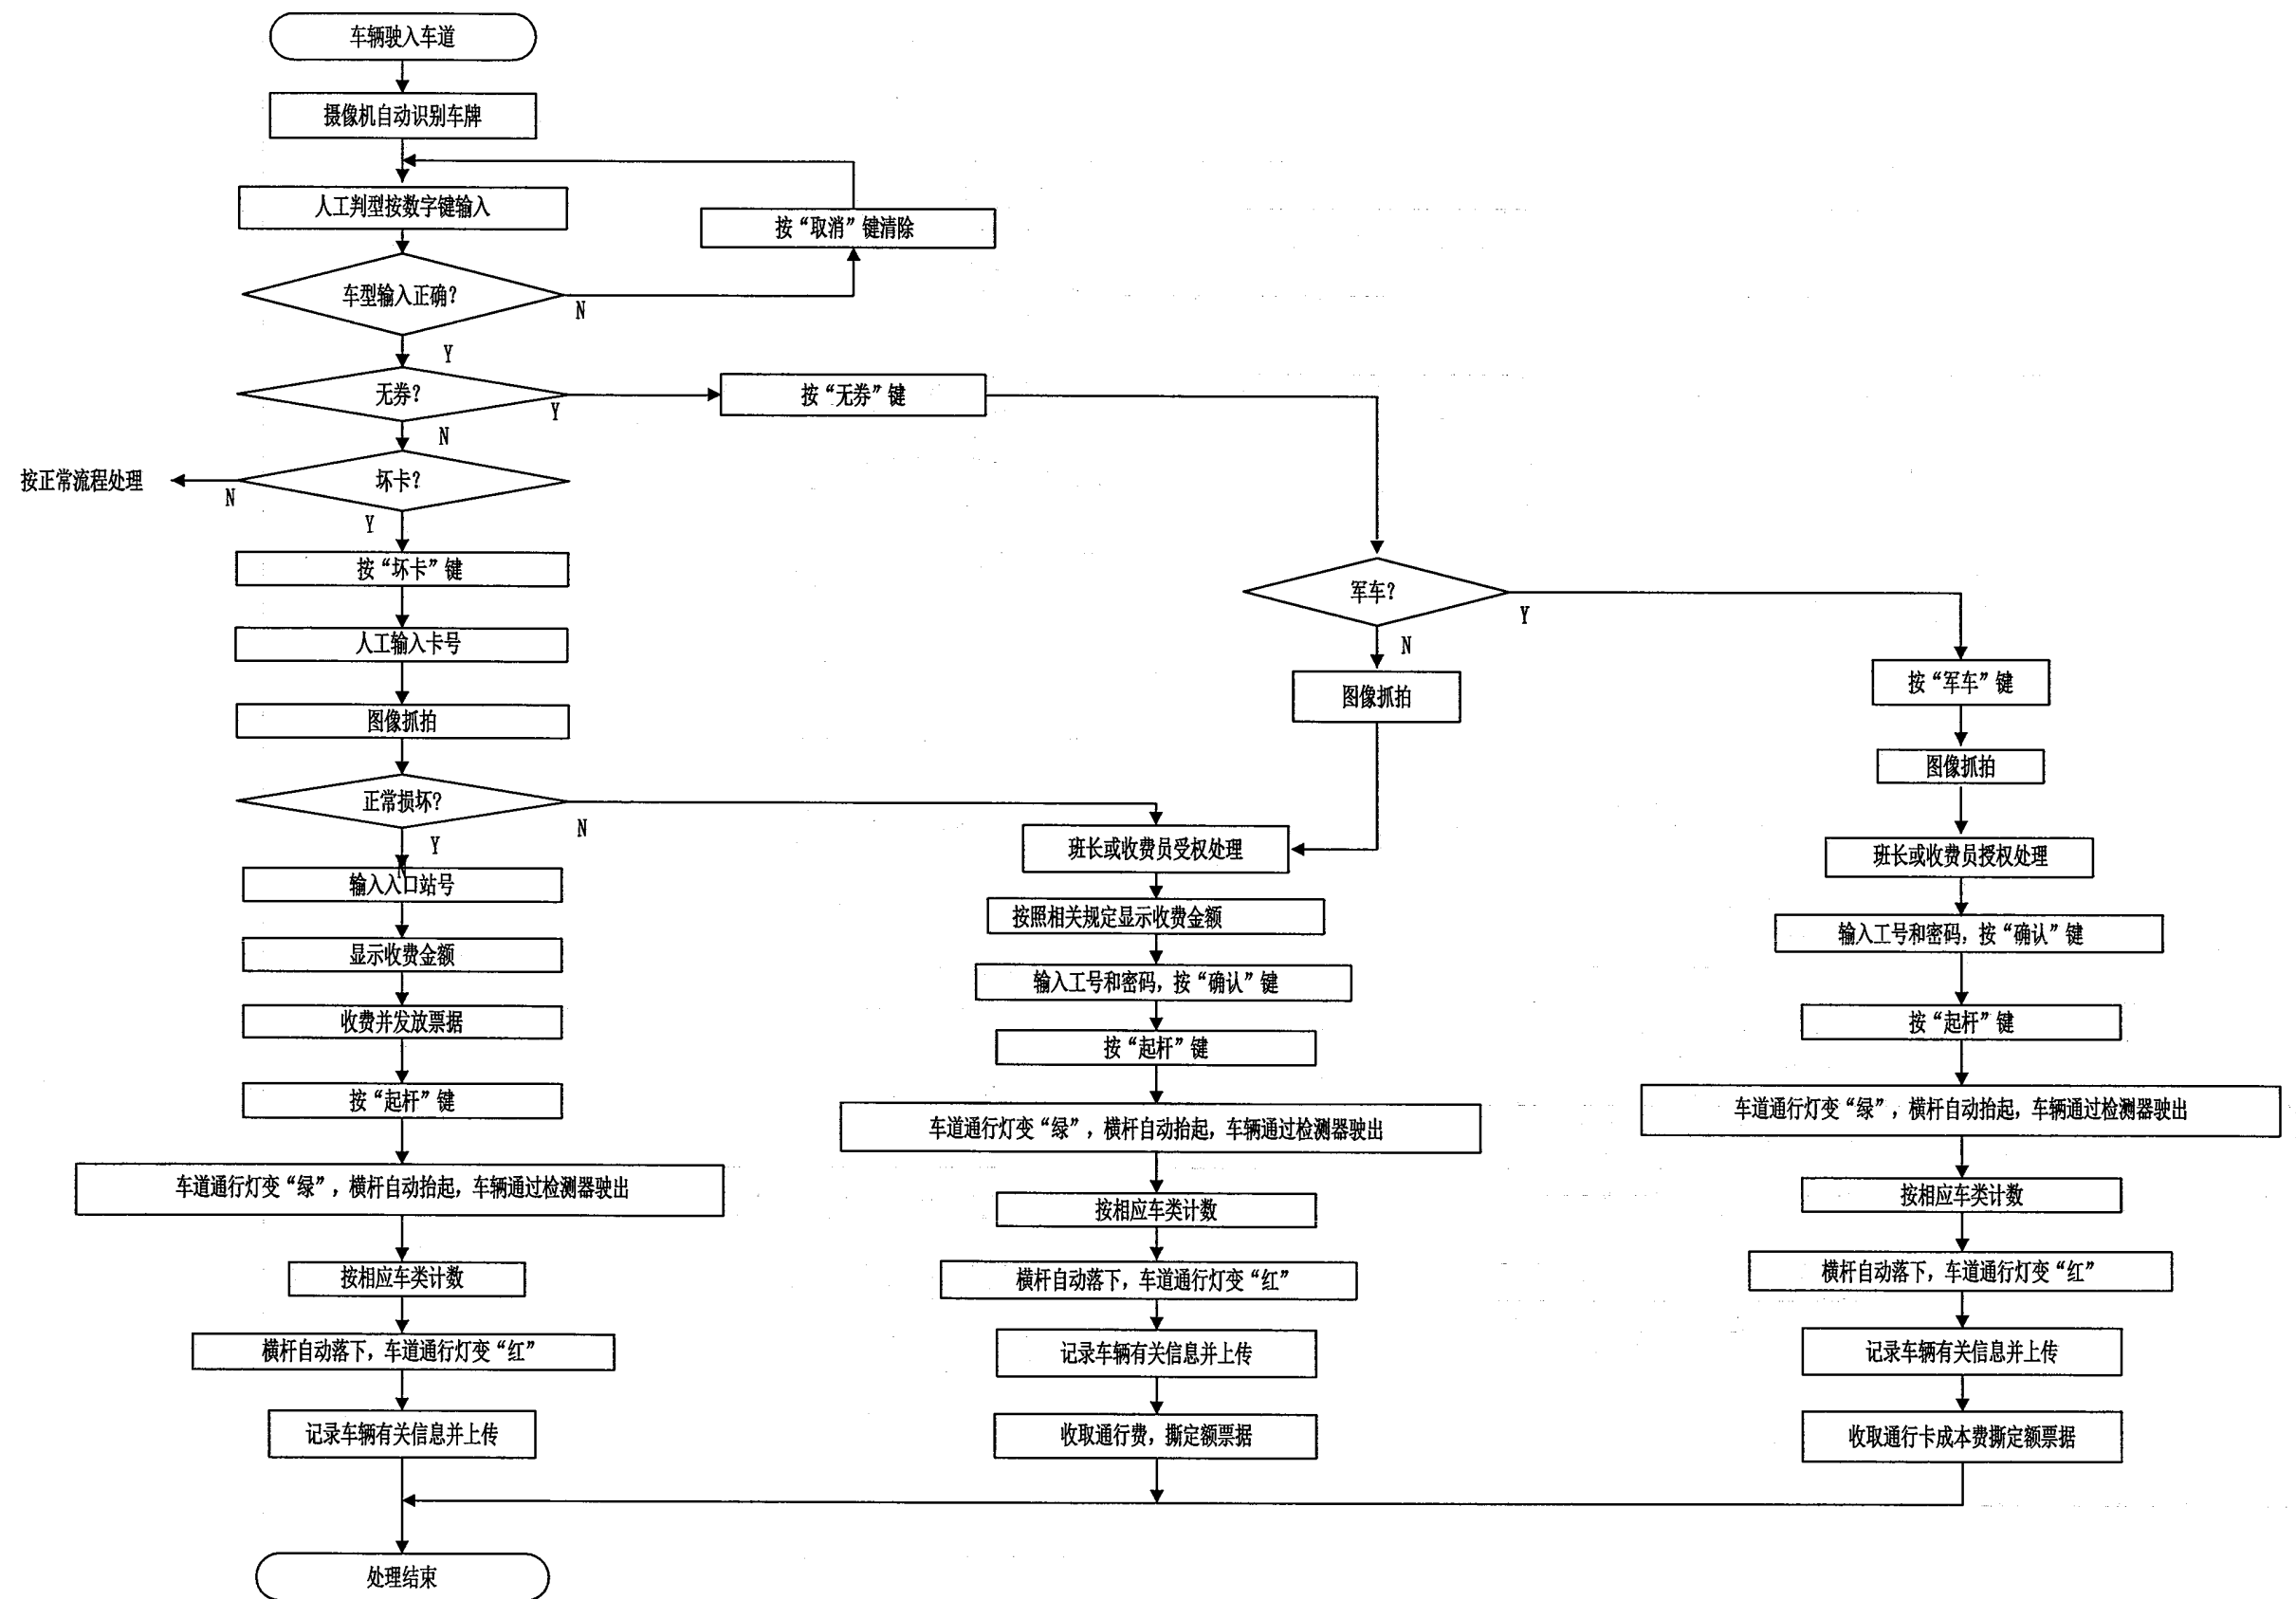 车辆驶入车道
摄像机自动识别车牌
人工判型按数字键输入
按“取消”键清除
车型输入正确？
N
Y
无券？
Y
按“无券”键
N
坏卡？
按正常流程处理
N
Y
按“坏卡”键
军车？
Y
人工输入卡号
N
图像抓拍
按“军车”键
图像抓拍
图像抓拍
正常损坏？
N
Y
N
班长或收费员受权处理
班长或收费员授权处理
输入入口站号
按照相关规定显示收费金额
输入工号和密码，按“确认”键
显示收费金额
输入工号和密码，按“确认”键
收费并发放票据
按“起杆”键
按“起杆”键
按“起杆”键
车道通行灯变“绿”，横杆自动抬起，车辆通过检测器驶出
车道通行灯变“绿”，横杆自动抬起，车辆通过检测器驶出
车道通行灯变“绿”，横杆自动抬起，车辆通过检测器驶出
按相应车类计数
按相应车类计数
按相应车类计数
横杆自动落下，车道通行灯变“红”
横杆自动落下，车道通行灯变“红”
横杆自动落下，车道通行灯变“红”
记录车辆有关信息并上传
记录车辆有关信息并上传
记录车辆有关信息并上传
收取通行费，撕定额票据
收取通行卡成本费撕定额票据
处理结束